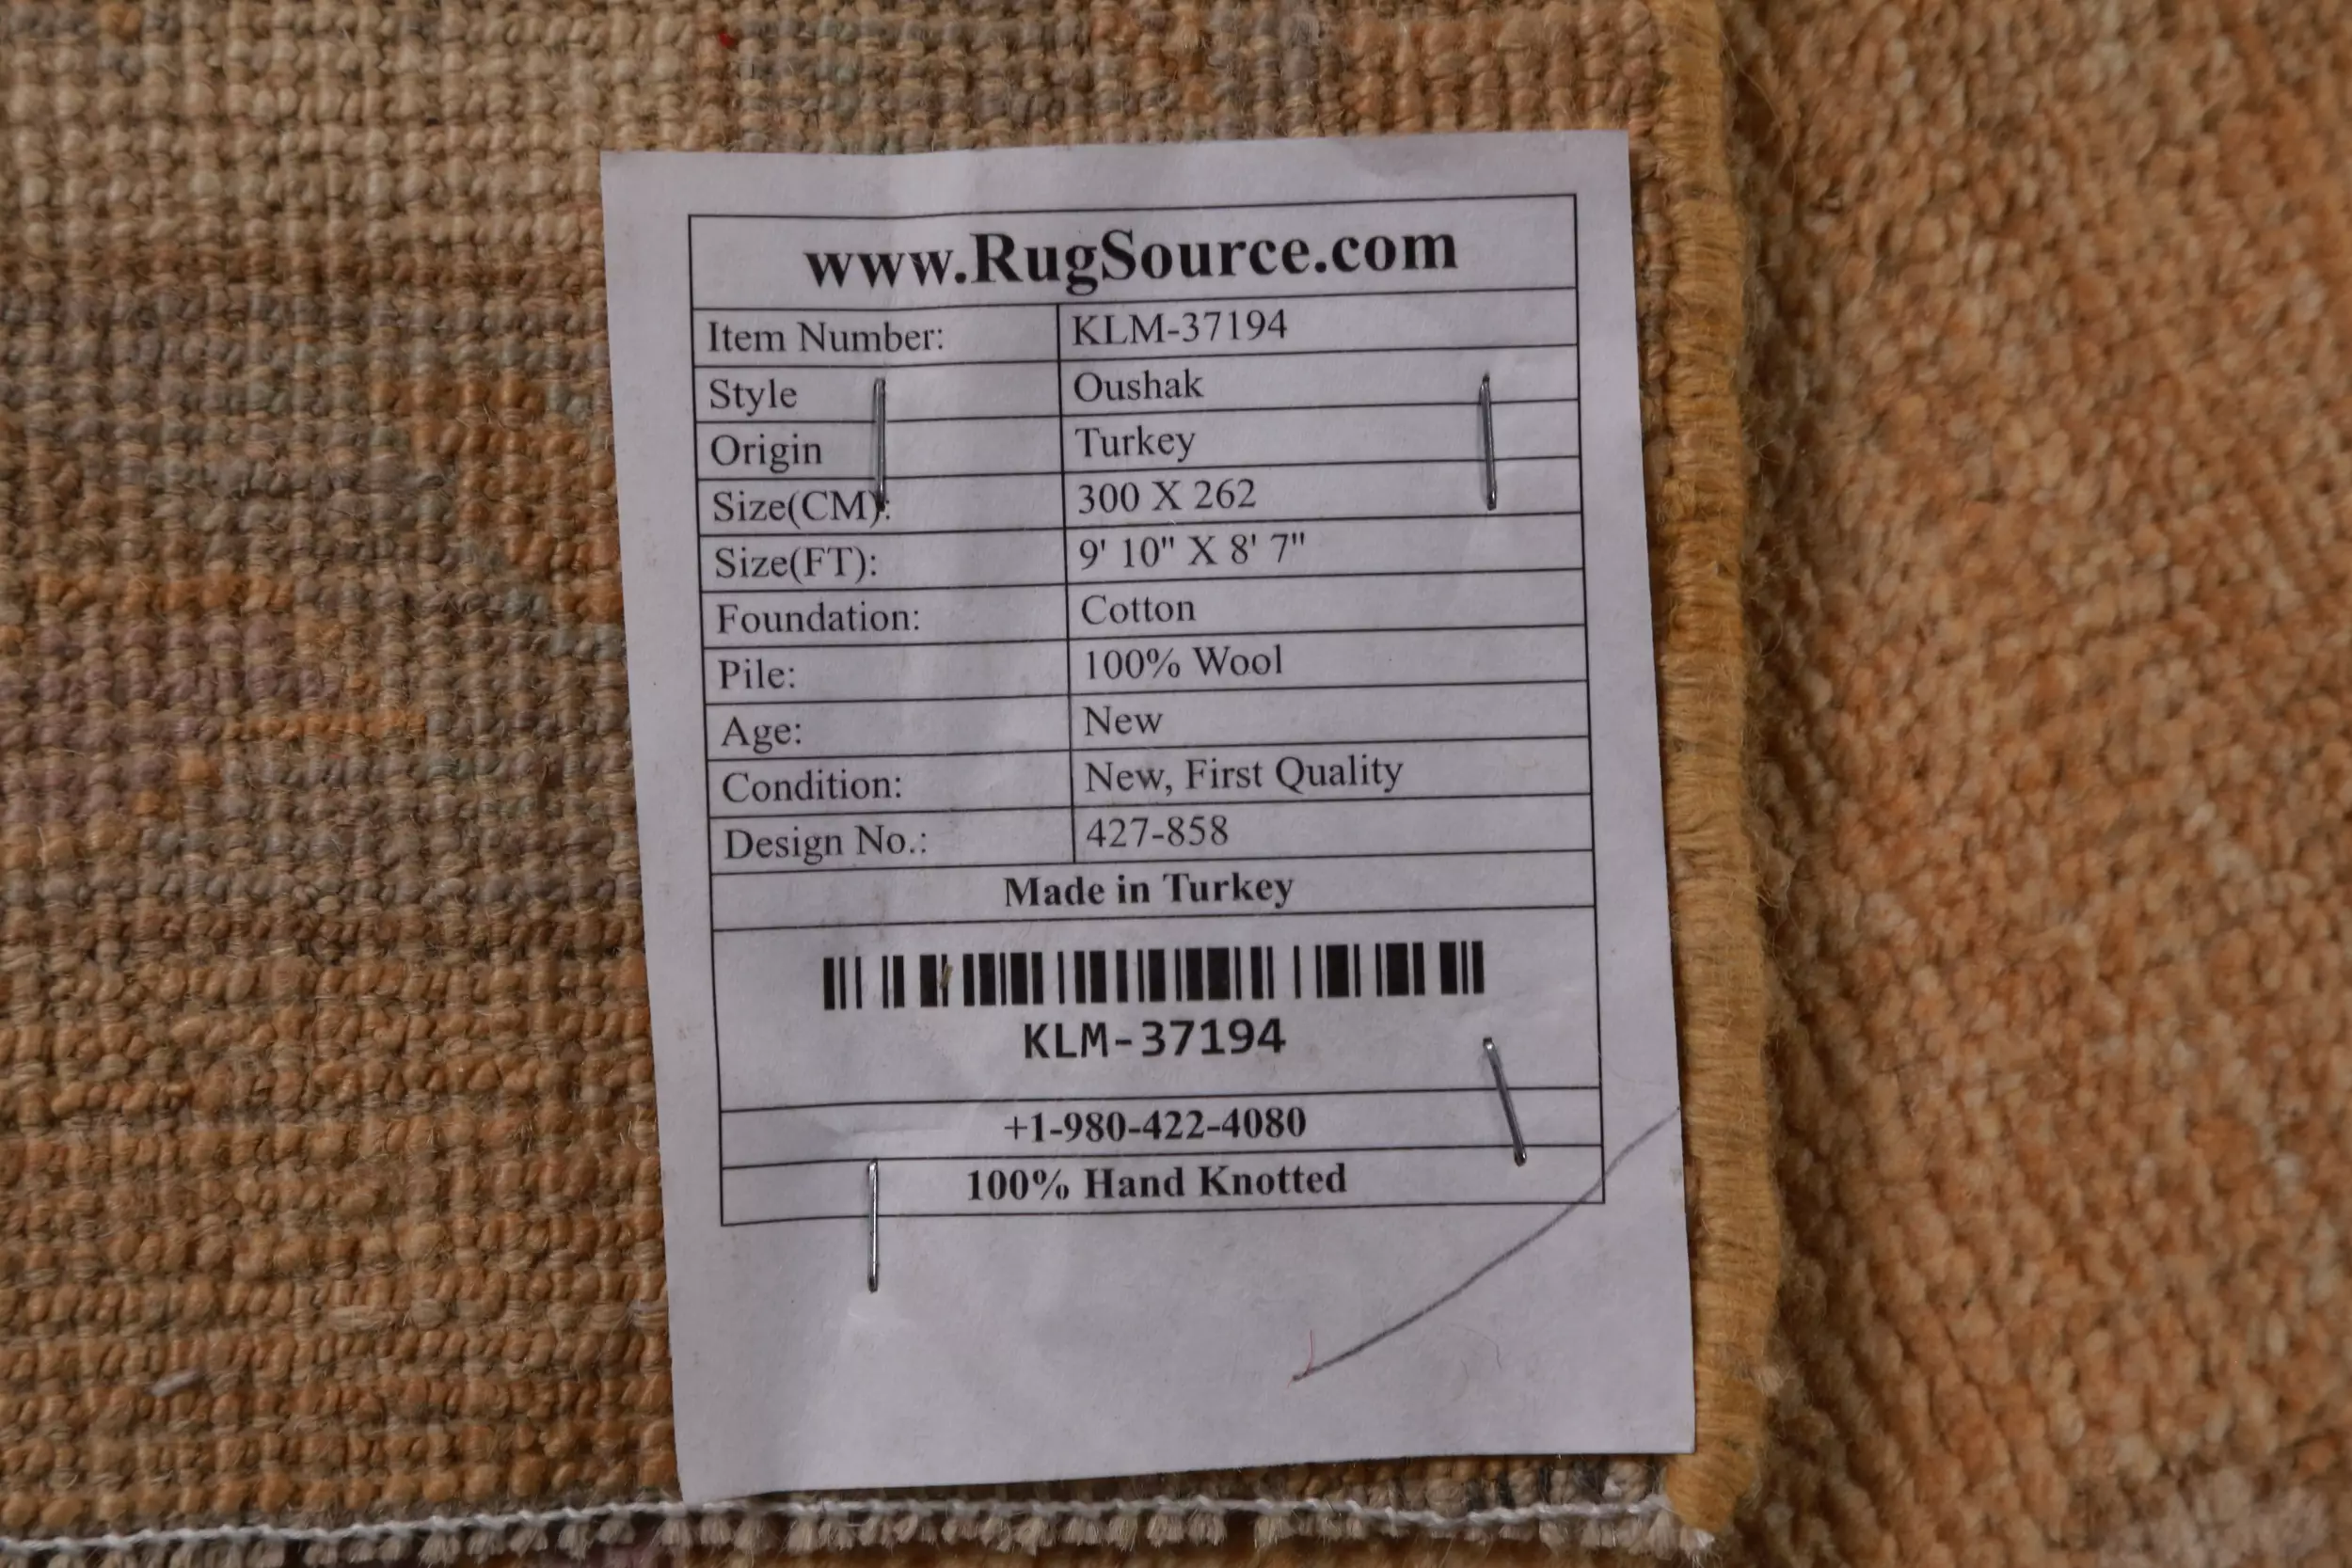 www.RugSource.com
Item Number: KLM-37194
Style Oushak
Origin Turkey
Size(CM): 300 X 262
Size(FT): 9' 10" X 8' 7"
Foundation: Cotton
Pile: 100% Wool
Age: New
Condition: New, First Quality
Design No.: 427-858
Made in Turkey
KLM-37194
+1-980-422-4080
100% Hand Knotted